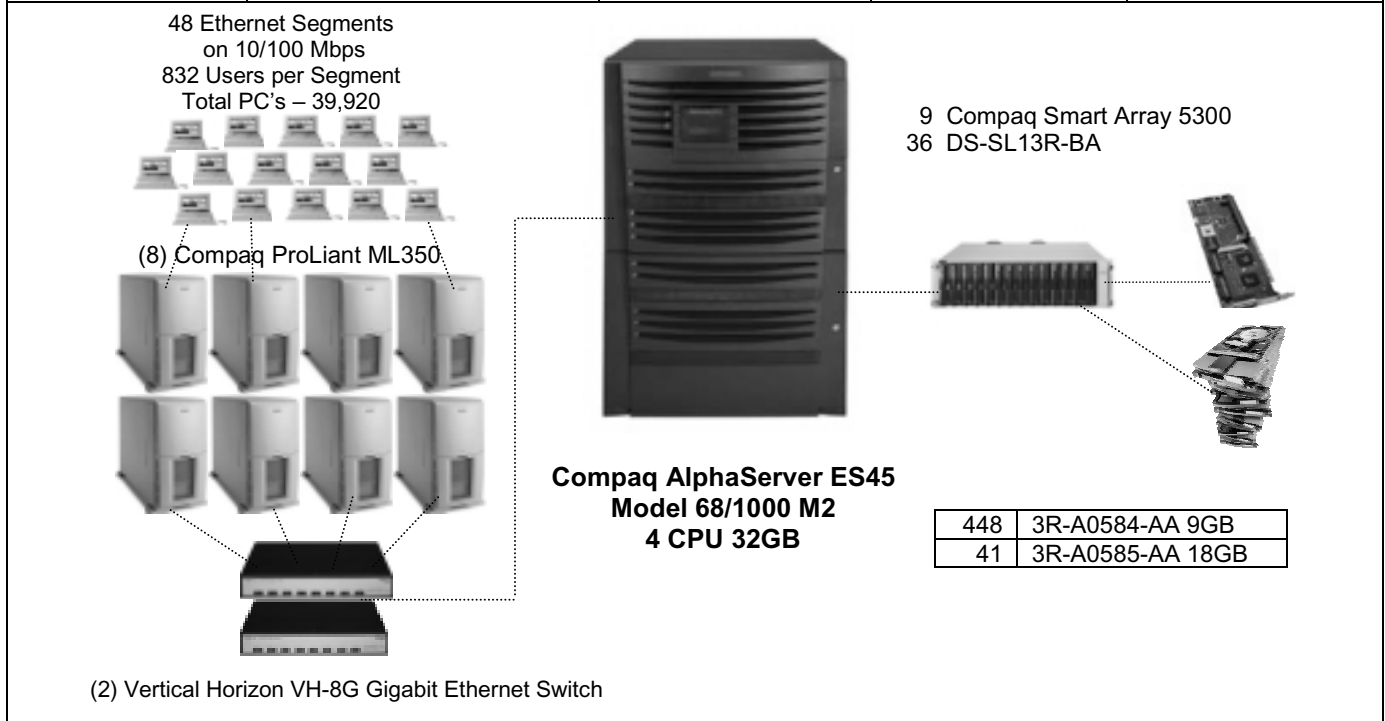 48 Ethernet Segments
on 10/100 Mbps
832 Users per Segment
Total PC's – 39,920
(8) Compaq ProLiant ML350
9 Compaq Smart Array 5300
36 DS-SL13R-BA
Compaq AlphaServer ES45
Model 68/1000 M2
4 CPU 32GB
448 3R-A0584-AA 9GB
41 3R-A0585-AA 18GB
(2) Vertical Horizon VH-8G Gigabit Ethernet Switch